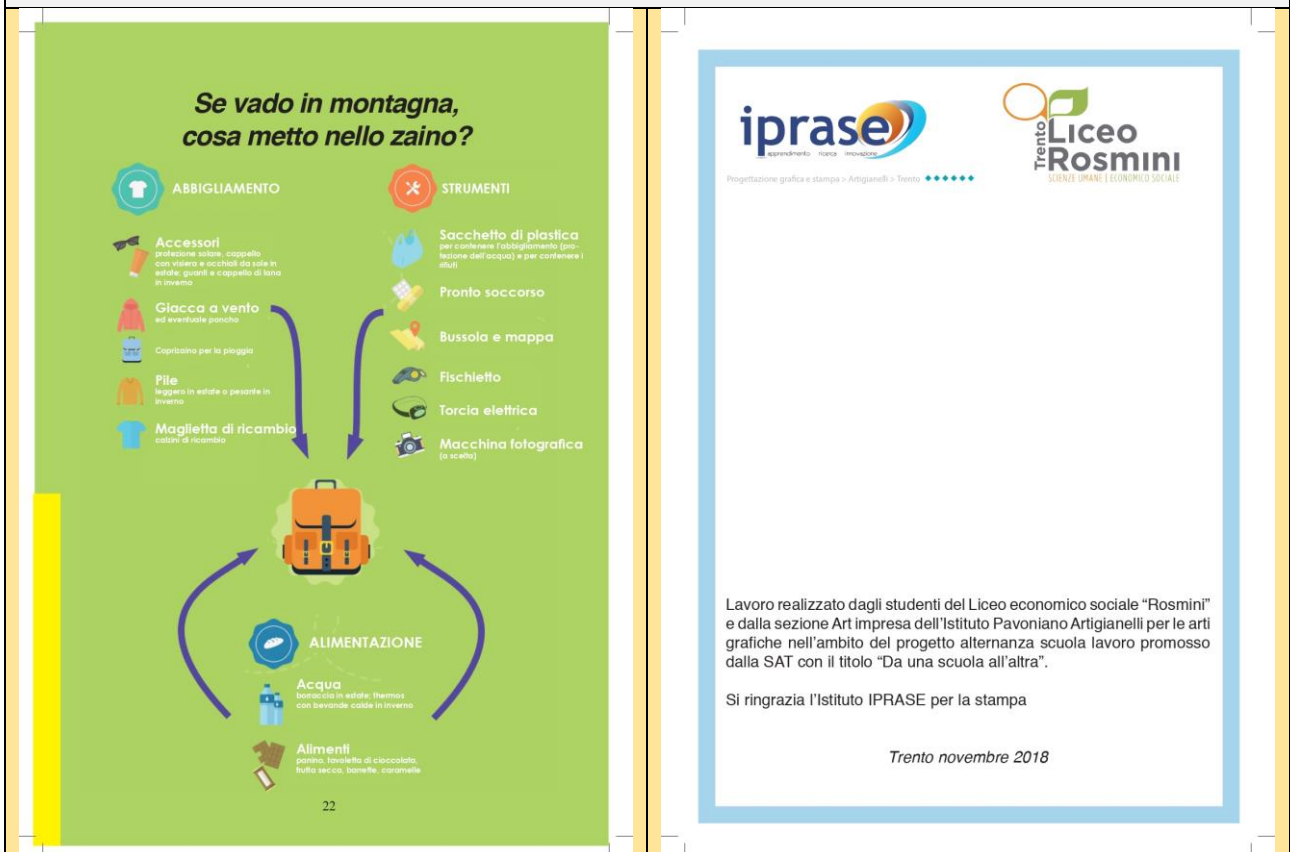 Se vado in montagna,
cosa metto nello zaino?
ABBIGLIAMENTO
Accessori
protezione solare, cappello
con visiera e occhiali da sole in
estate; guanti e cappello di lana
in inverno
Giacca a vento
ed eventuale poncho
Coprizaino per la pioggia
Pile
leggero in estate o pesante in
inverno
Maglietta di ricambio
calzini di ricambio
STRUMENTI
Sacchetto di plastica
per contenere l'abbigliamento (pro-
tezione dell'acqua) e per contenere i
rifiuti
Pronto soccorso
Bussola e mappa
Fischietto
Torcia elettrica
Macchina fotografica
(a scelta)
ALIMENTAZIONE
Acqua
borraccia in estate; thermos
con bevande calde in inverno
Alimenti
panino, tavoletta di cioccolata,
frutta secca, barrette, caramelle
22
iprase
apprendimento ricerca innovazione
Progettazione grafica e stampa > Artigianelli > Trento
Trento
Liceo
Rosmini
SCIENZE UMANE | ECONOMICO SOCIALE
Lavoro realizzato dagli studenti del Liceo economico sociale “Rosmini”
e dalla sezione Art impresa dell’Istituto Pavoniano Artigianelli per le arti
grafiche nell’ambito del progetto alternanza scuola lavoro promosso
dalla SAT con il titolo “Da una scuola all’altra”.
Si ringrazia l’Istituto IPRASE per la stampa
Trento novembre 2018